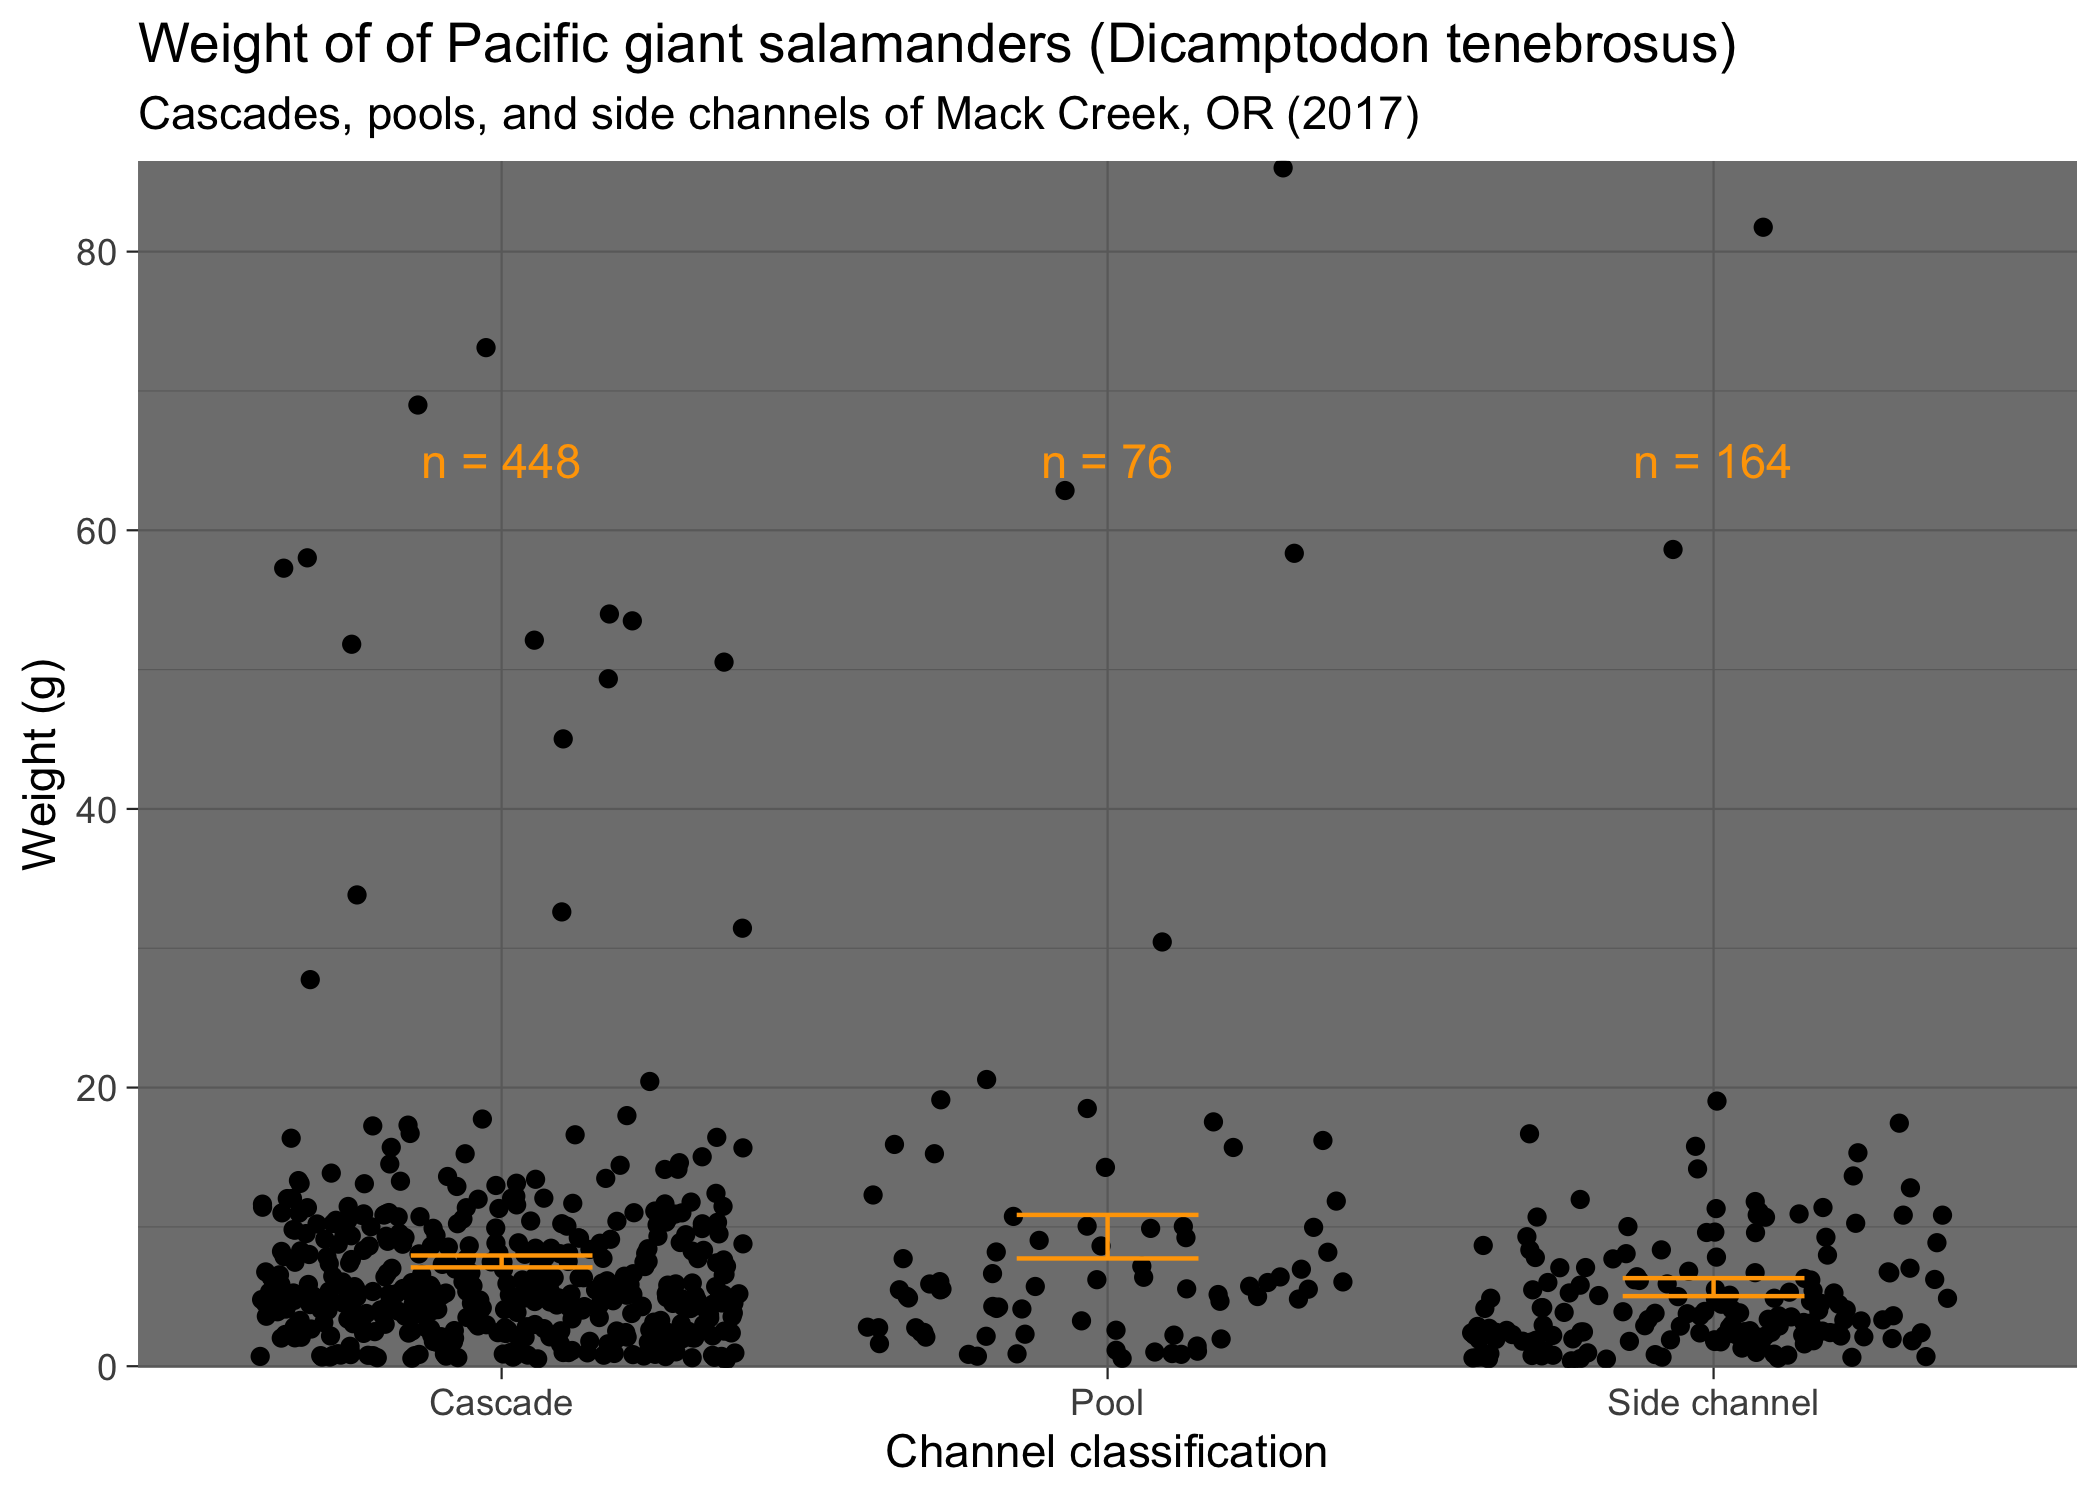 Weight of of Pacific giant salamanders (Dicamptodon tenebrosus)
Cascades, pools, and side channels of Mack Creek, OR (2017)
80
n = 448 n = 76 n = 164
60
Weight (g)
40
20
0
Cascade Pool Side channel
Channel classification